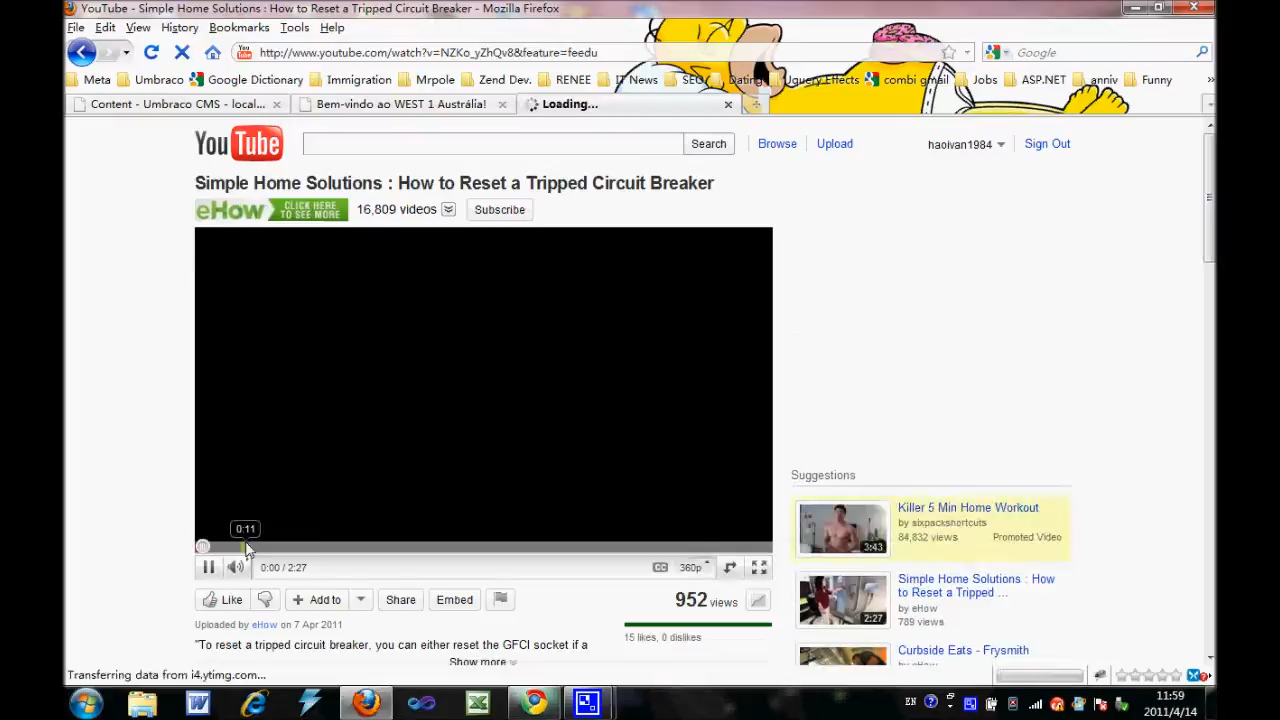 YouTube - Simple Home Solutions : How to Reset a Tripped Circuit Breaker - Mozilla Firefox
File Edit View History Bookmarks Tools Help
You Tube http://www.youtube.com/watch?v=NZKo_yZhQv8&feature=feedu Google
Meta Umbraco Google Dictionary Immigration Mrpole Zend Dev. RENEE IT News SEO Dating Jquery Effects combi gmail Jobs ASP.NET anniv Funny »
Content - Umbraco CMS - local... Bem-vindo ao WEST 1 Austrália! Loading...
YouTube Search Browse Upload haoivan1984 Sign Out
Simple Home Solutions : How to Reset a Tripped Circuit Breaker
eHow CLICK HERE TO SEE MORE 16,809 videos Subscribe
Suggestions
Killer 5 Min Home Workout
by sixpackshortcuts
84,832 views Promoted Video
3:43
0:11
0:00 / 2:27 CC 360p
Simple Home Solutions : How
to Reset a Tripped ...
by eHow
789 views
2:27
Like Add to Share Embed 952 views
Uploaded by eHow on 7 Apr 2011
15 likes, 0 dislikes
"To reset a tripped circuit breaker, you can either reset the GFCI socket if a
Show more
Curbside Eats - Frysmith
by eHow
Transferring data from i4.ytimg.com...
EN 11:59
2011/4/14